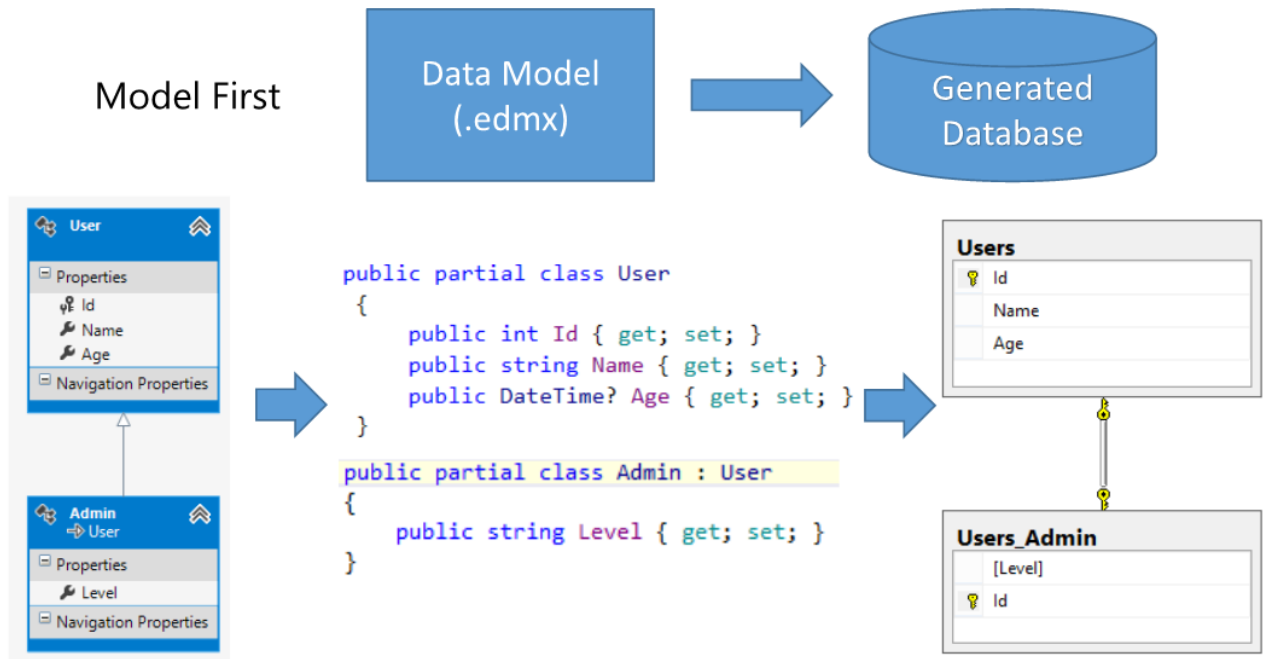 Model First
Data Model
(.edmx)
Generated
Database
User
Properties
Id
Name
Age
Navigation Properties
Admin
User
Properties
Level
Navigation Properties
public partial class User
{
public int Id { get; set; }
public string Name { get; set; }
public DateTime? Age { get; set; }
}
public partial class Admin : User
{
public string Level { get; set; }
}
Users
Id
Name
Age
Users_Admin
[Level]
Id